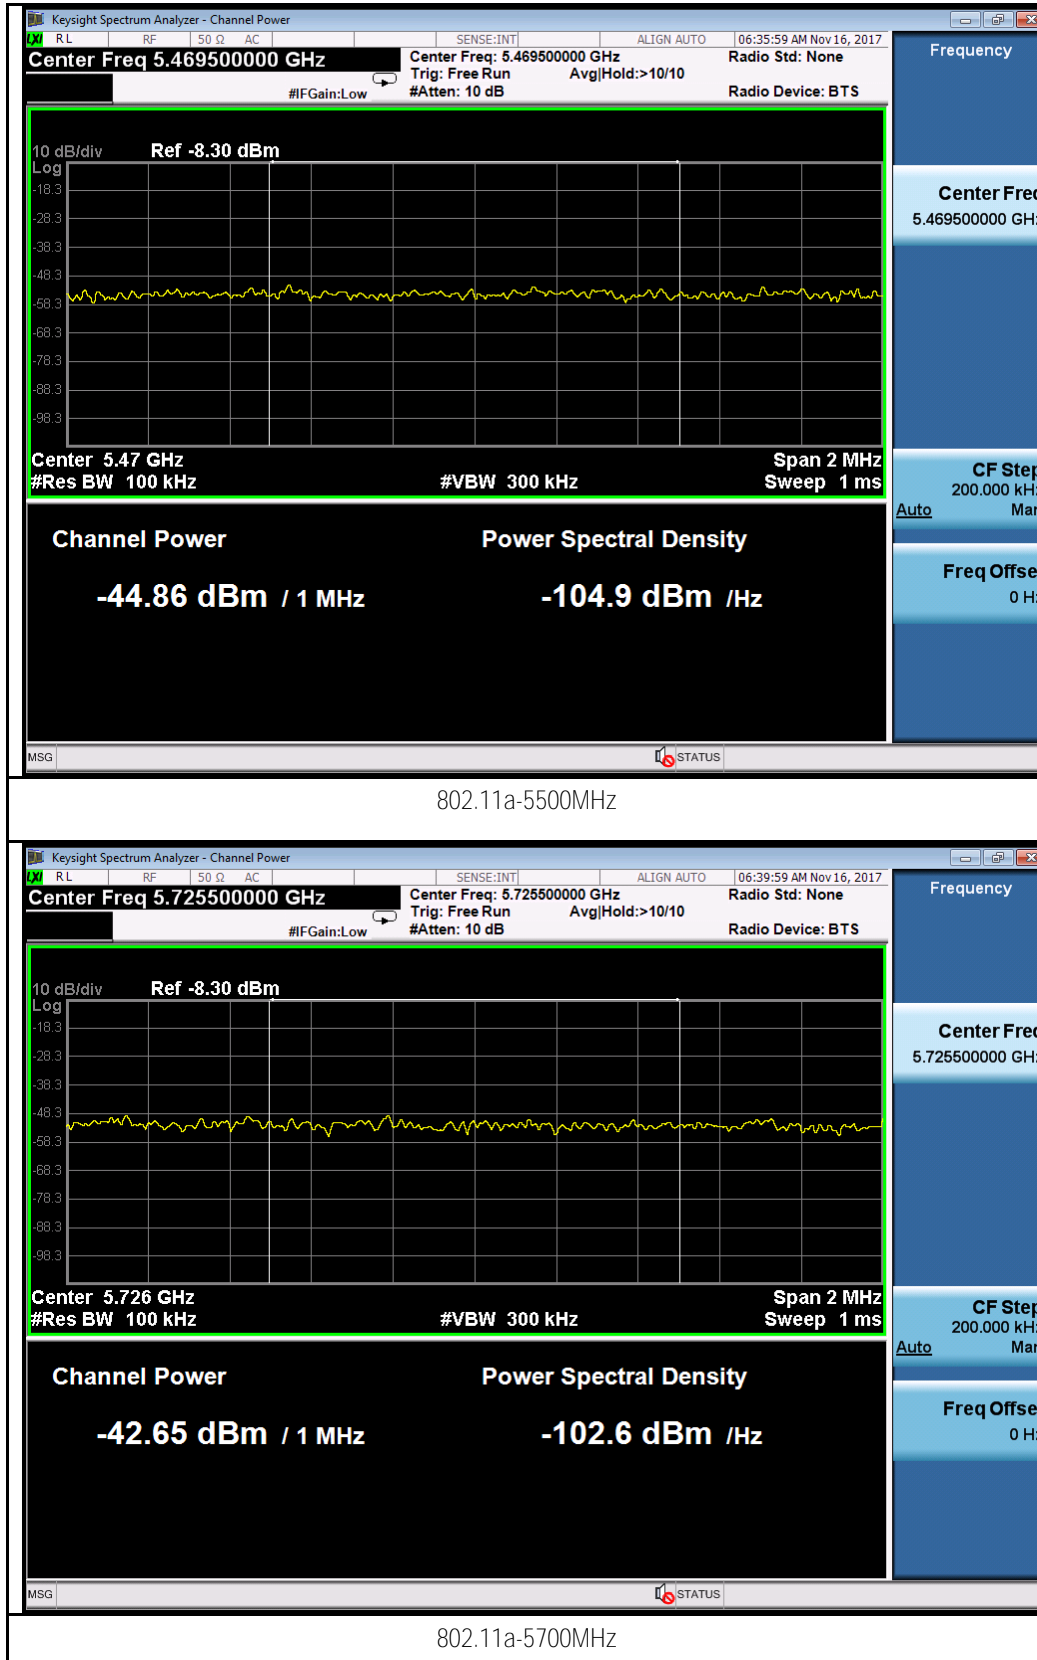 Keysight Spectrum Analyzer - Channel Power
LXI RL RF 50 Ω AC SENSE:INT ALIGN AUTO 06:35:59 AM Nov 16, 2017
Center Freq 5.469500000 GHz Center Freq: 5.469500000 GHz Radio Std: None Frequency
Trig: Free Run Avg|Hold:>10/10
#IFGain:Low #Atten: 10 dB Radio Device: BTS
10 dB/div Ref -8.30 dBm
Log
-18.3
-28.3
-38.3
-48.3
-58.3
-68.3
-78.3
-88.3
-98.3
Center Freq
5.469500000 GHz
Center 5.47 GHz Span 2 MHz
#Res BW 100 kHz #VBW 300 kHz Sweep 1 ms
CF Step
200.000 kHz
Auto Man
Channel Power Power Spectral Density
-44.86 dBm / 1 MHz -104.9 dBm /Hz
Freq Offse
0 Hz
MSG STATUS
802.11a-5500MHz
Keysight Spectrum Analyzer - Channel Power
LXI RL RF 50 Ω AC SENSE:INT ALIGN AUTO 06:39:59 AM Nov 16, 2017
Center Freq 5.725500000 GHz Center Freq: 5.725500000 GHz Radio Std: None Frequency
Trig: Free Run Avg|Hold:>10/10
#IFGain:Low #Atten: 10 dB Radio Device: BTS
10 dB/div Ref -8.30 dBm
Log
-18.3
-28.3
-38.3
-48.3
-58.3
-68.3
-78.3
-88.3
-98.3
Center Freq
5.725500000 GHz
Center 5.726 GHz Span 2 MHz
#Res BW 100 kHz #VBW 300 kHz Sweep 1 ms
CF Step
200.000 kHz
Auto Man
Channel Power Power Spectral Density
-42.65 dBm / 1 MHz -102.6 dBm /Hz
Freq Offse
0 Hz
MSG STATUS
802.11a-5700MHz